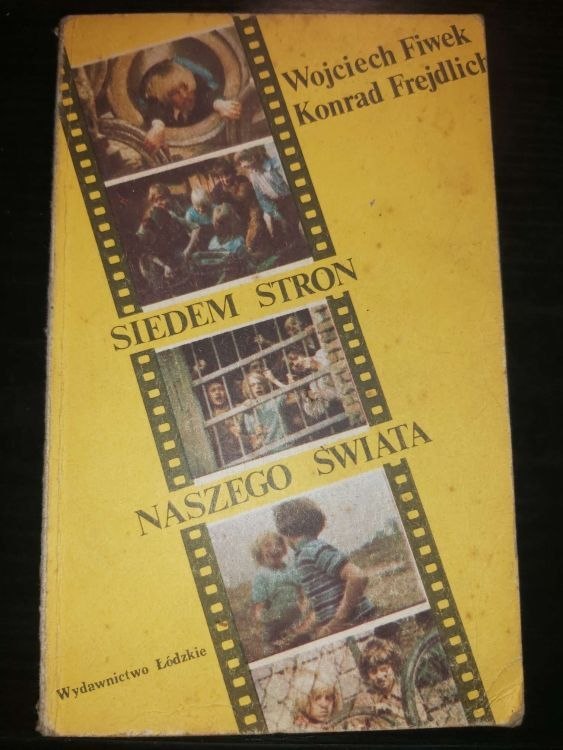 Wojciech Fiwek
Konrad Frejdlich
SIEDEM STRON
NASZEGO ŚWIATA
Wydawnictwo Łódzkie